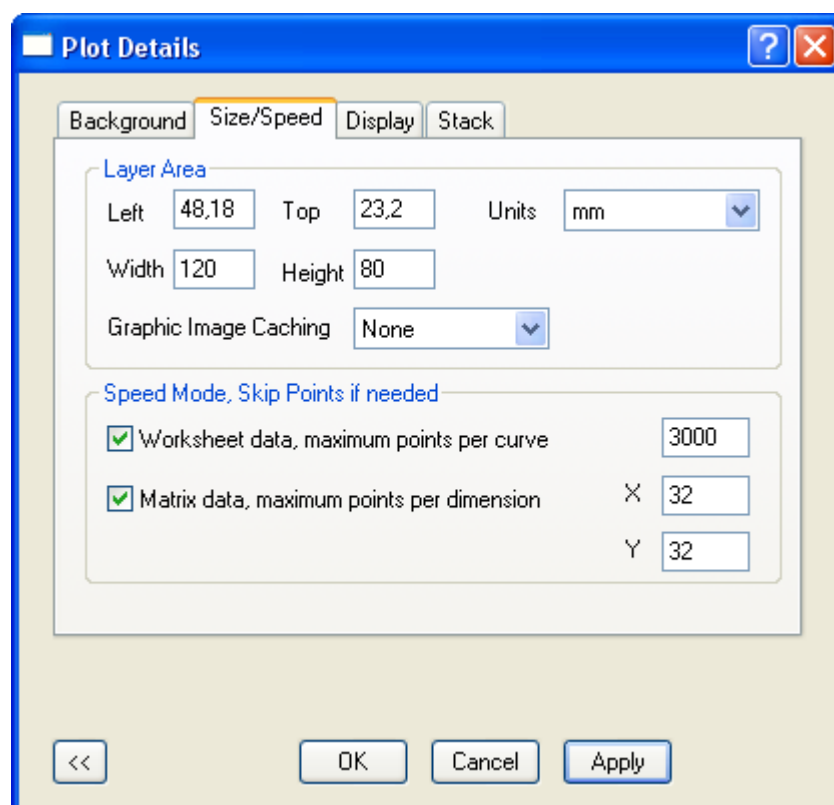 Plot Details
Background Size/Speed Display Stack
Layer Area
Left 48,18 Top 23,2 Units mm
Width 120 Height 80
Graphic Image Caching None
Speed Mode, Skip Points if needed
Worksheet data, maximum points per curve 3000
Matrix data, maximum points per dimension X 32
Y 32
<< OK Cancel Apply